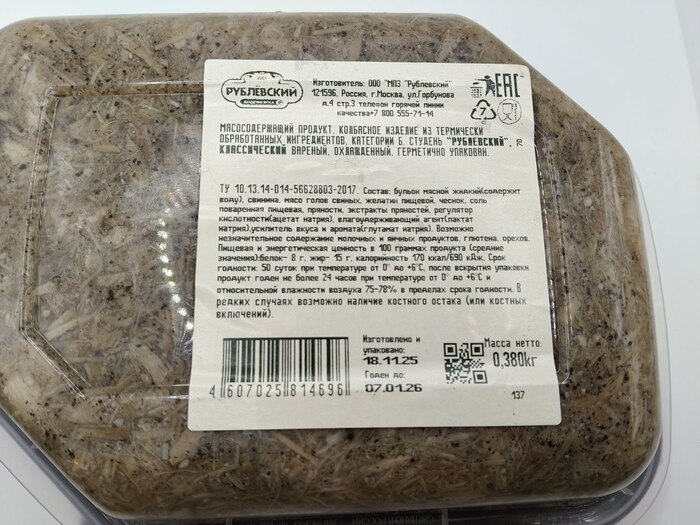 РУБЛЁВСКИЙ
Изготовитель: ООО "МПЗ "Рублевский"
121596, Россия, г.Москва, ул.Горбунова
д.4 стр.3 телефон горячей линии
качества+7 800 555-71-14
EAC
7
МЯСОСОДЕРЖАЩИЙ ПРОДУКТ. КОЛБАСНОЕ ИЗДЕЛИЕ ИЗ ТЕРМИЧЕСКИ
ОБРАБОТАННЫХ ИНГРЕДИЕНТОВ, КАТЕГОРИИ Б. СТУДЕНЬ "РУБЛЕВСКИЙ",
КЛАССИЧЕСКИЙ ВАРЕНЫЙ, ОХЛАЖДЕННЫЙ. ГЕРМЕТИЧНО УПАКОВАН.
ТУ 10.13.14-014-56628803-2017. Состав: бульон мясной жидкий(содержит
воду), свинина, мясо голов свиных, желатин пищевой, чеснок, соль
поваренная пищевая, пряности, экстракты пряностей, регулятор
кислотности(ацетат натрия), влагоудерживающий агент(лактат
натрия),усилитель вкуса и аромата(глутамат натрия). Возможно
незначительное содержание молочных и яичных продуктов, глютена, орехов.
Пищевая и энергетическая ценность в 100 граммах продукта (средние
значения):белок- 8 г, жир- 15 г, калорийность 170 ккал/690 кДж. Срок
годности: 50 суток при температуре от 0° до +6°С, после вскрытия упаковки
продукт годен не более 24 часов при температуре от 0° до +6°С и
относительной влажности воздуха 75-78% в пределах срока годности. В
редких случаях возможно наличие костного остака (или костных
включений).
Изготовлено и
упаковано:
18.11.25
Годен до:
07.01.26
Масса нетто:
0,380кг
4 607025 814696
137